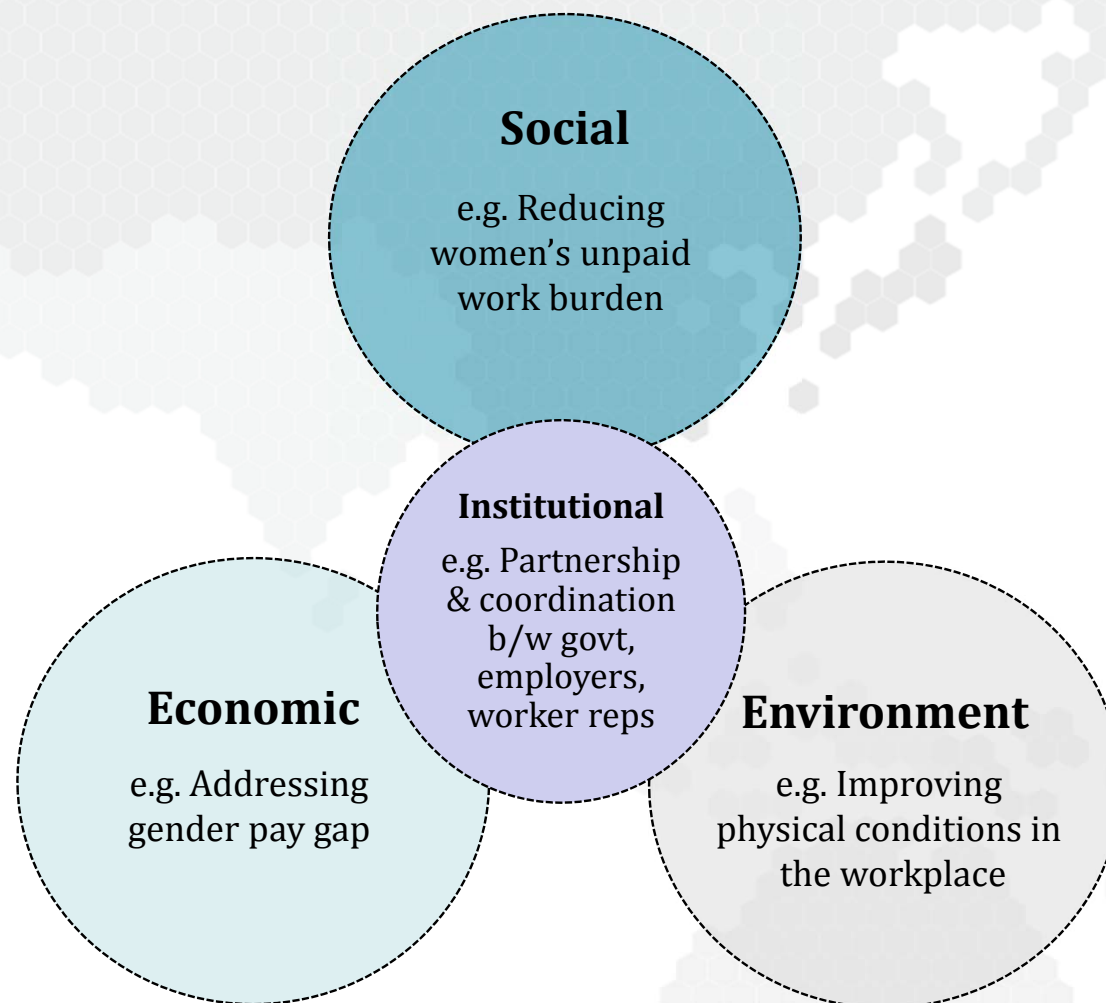 Social
e.g. Reducing
women’s unpaid
work burden
Institutional
e.g. Partnership
& coordination
b/w govt,
employers,
worker reps
Economic
e.g. Addressing
gender pay gap
Environment
e.g. Improving
physical conditions in
the workplace